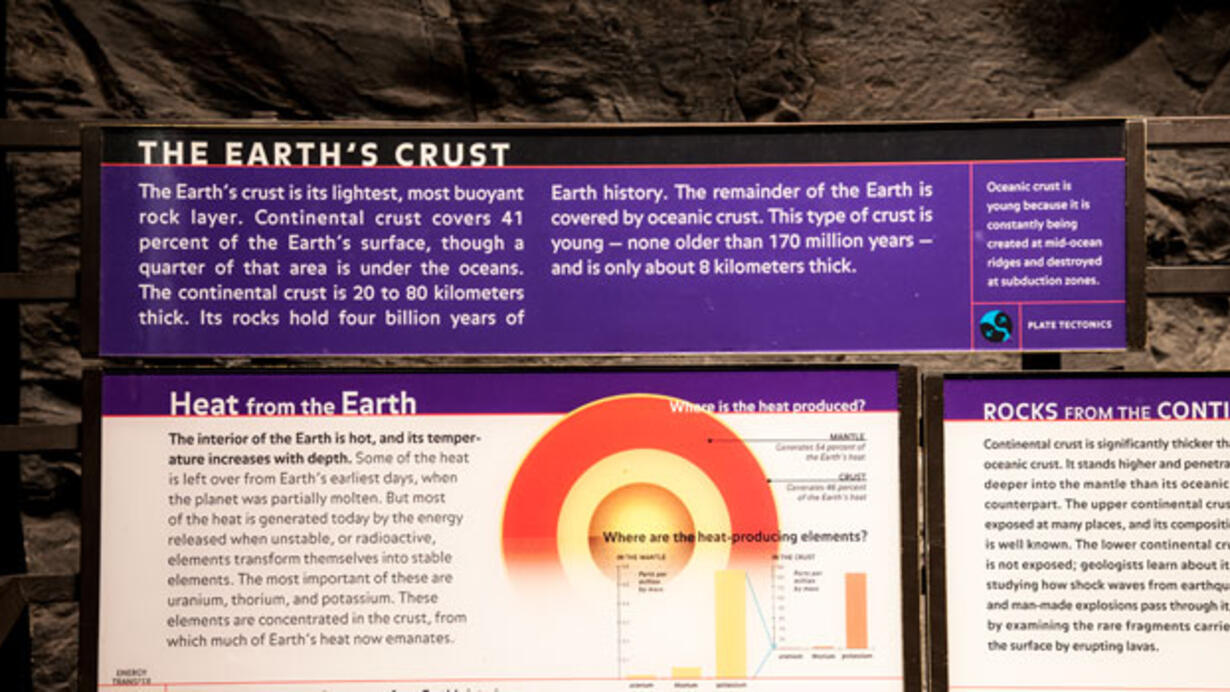 THE EARTH'S CRUST
The Earth's crust is its lightest, most buoyant
rock layer. Continental crust covers 41
percent of the Earth's surface, though a
quarter of that area is under the oceans.
The continental crust is 20 to 80 kilometers
thick. Its rocks hold four billion years of
Earth history. The remainder of the Earth is
covered by oceanic crust. This type of crust is
young — none older than 170 million years —
and is only about 8 kilometers thick.
Oceanic crust is
young because it is
constantly being
created at mid-ocean
ridges and destroyed
at subduction zones.
PLATE TECTONICS
Heat from the Earth
The interior of the Earth is hot, and its temper-
ature increases with depth. Some of the heat
is left over from Earth's earliest days, when
the planet was partially molten. But most
of the heat is generated today by the energy
released when unstable, or radioactive,
elements transform themselves into stable
elements. The most important of these are
uranium, thorium, and potassium. These
elements are concentrated in the crust, from
which much of Earth's heat now emanates.
ENERGY
TRANSFER
Where is the heat produced?
MANTLE
Generates 54 percent of
the Earth's heat
CRUST
Generates 46 percent
of the Earth's heat
Where are the heat-producing elements?
IN THE MANTLE
Parts per
million
by mass
uranium thorium potassium
IN THE CRUST
Parts per
million
by mass
uranium thorium potassium
ROCKS FROM THE CONTI
Continental crust is significantly thicker th
oceanic crust. It stands higher and penetr
deeper into the mantle than its oceanic
counterpart. The upper continental crus
exposed at many places, and its compositi
is well known. The lower continental cr
is not exposed; geologists learn about it
studying how shock waves from earthqu
and man-made explosions pass through it
by examining the rare fragments carrie
the surface by erupting lavas.